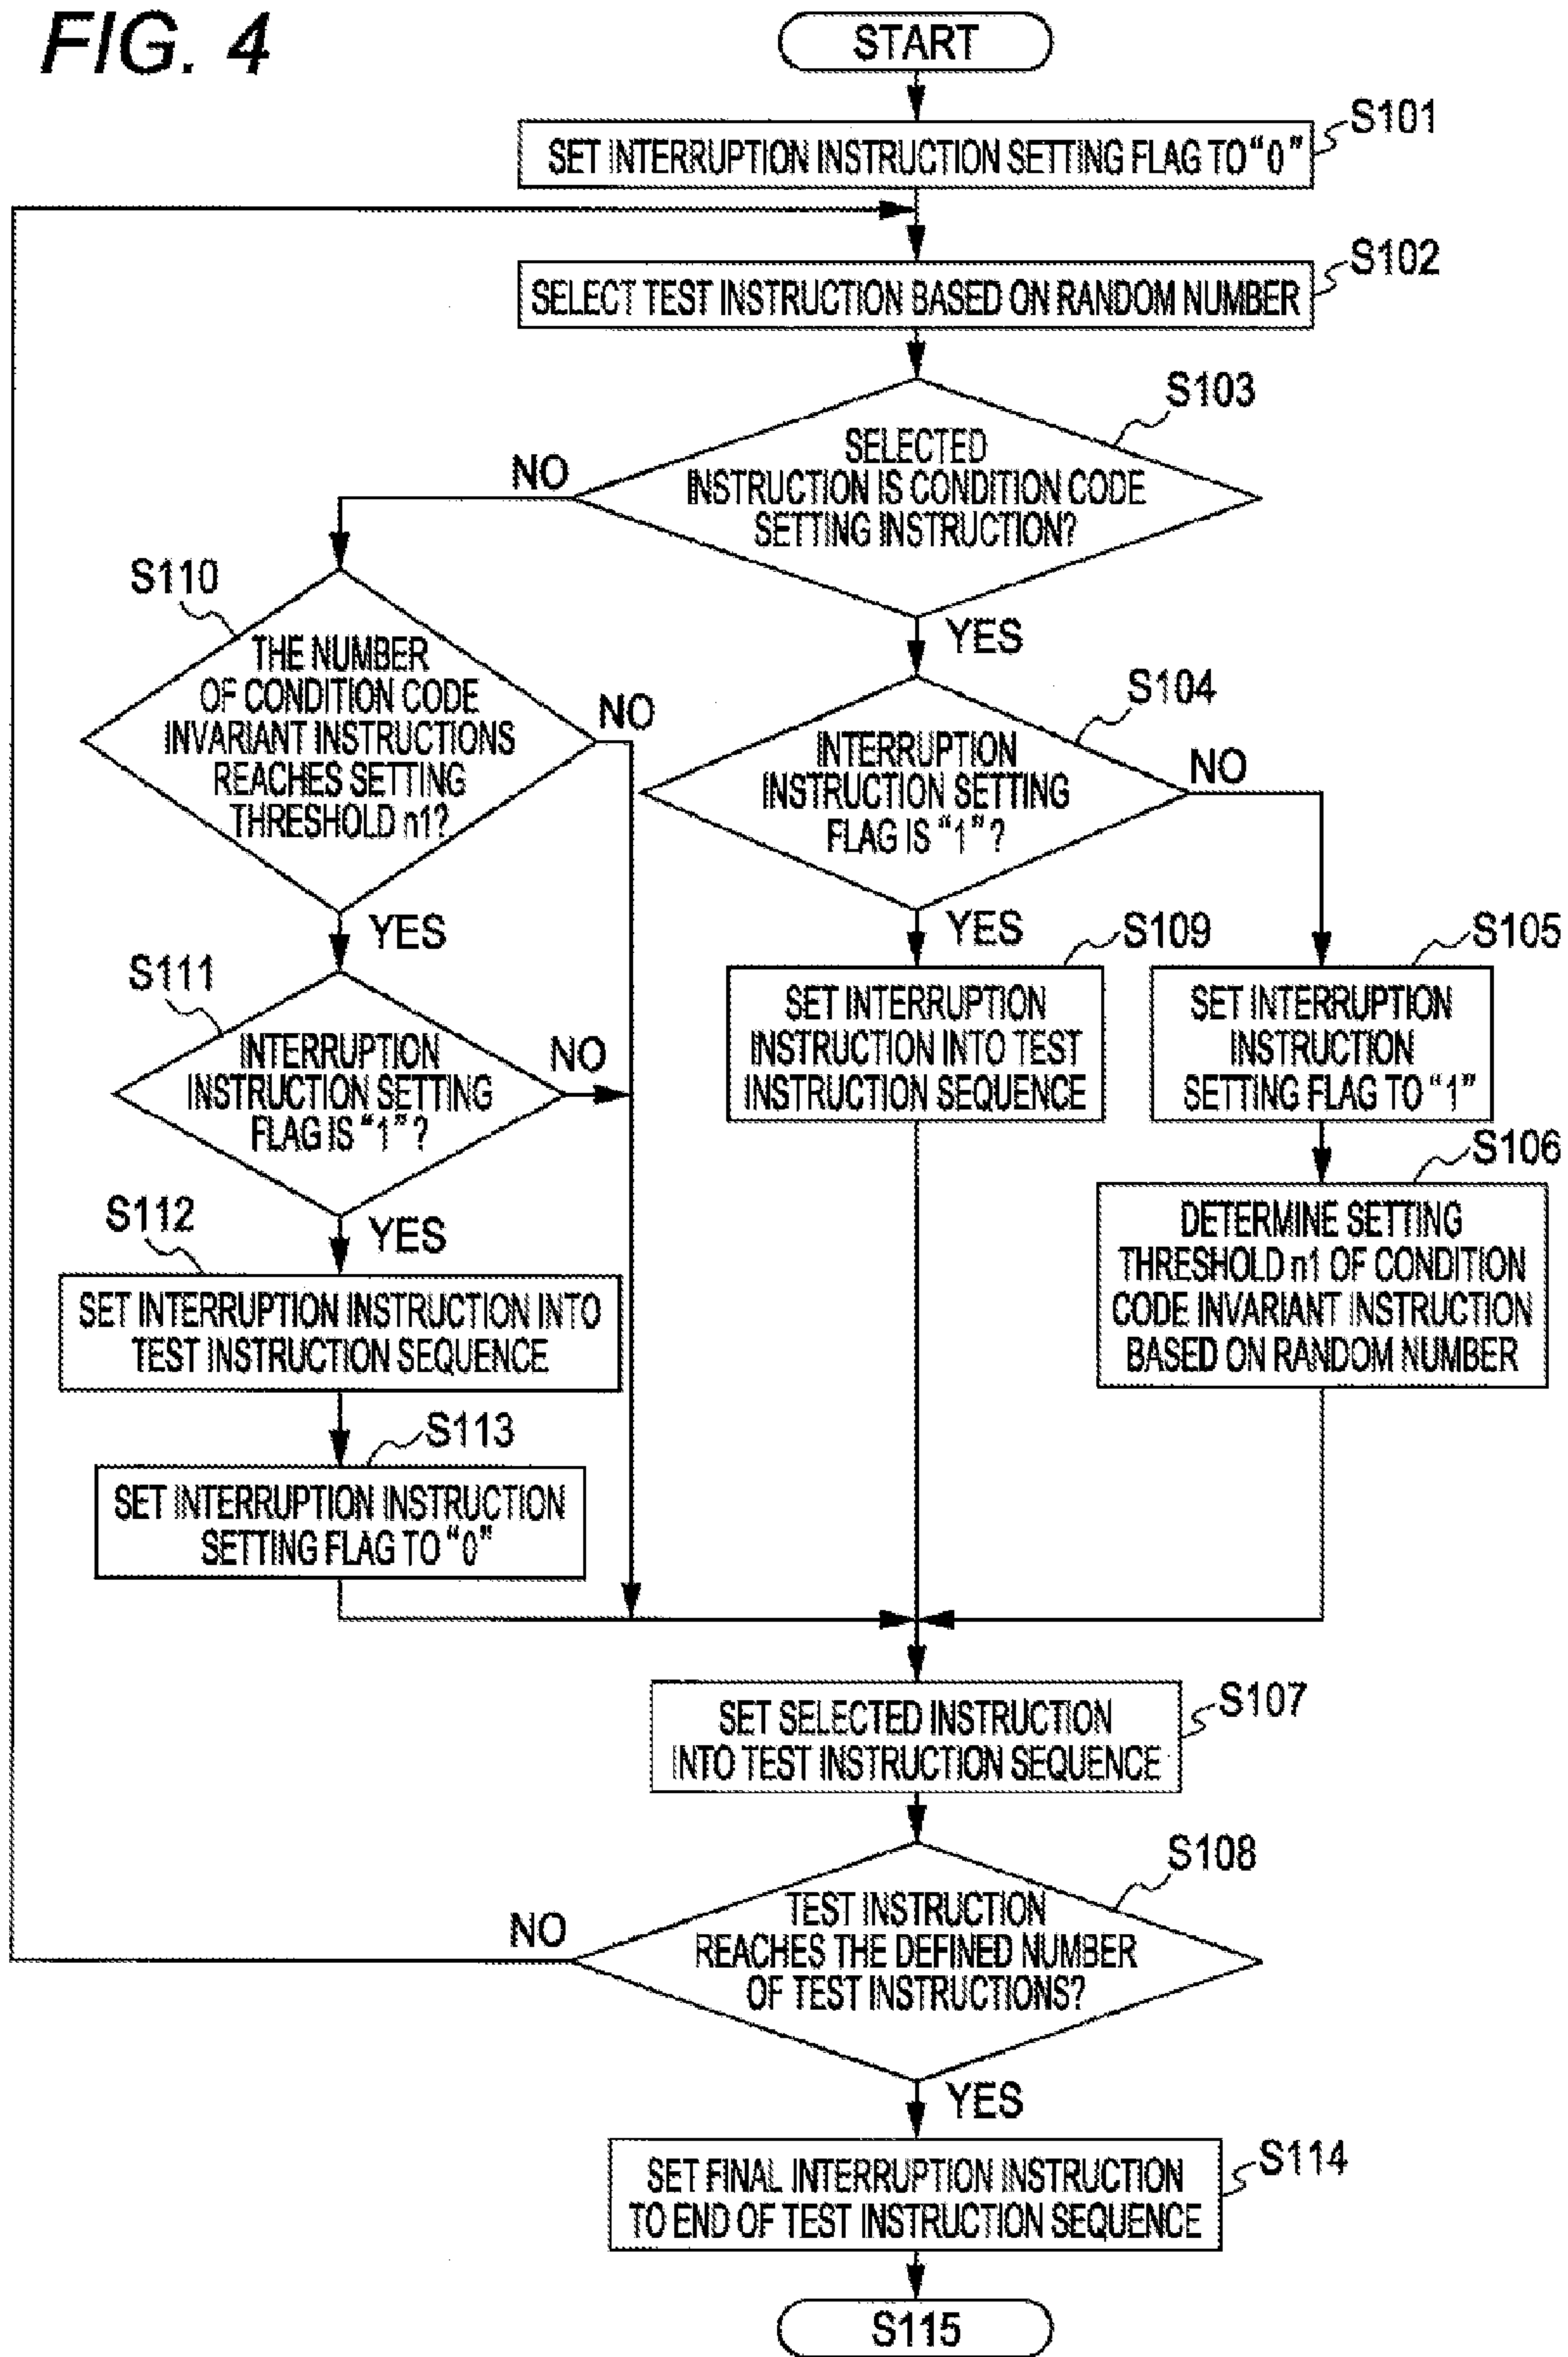 FIG. 4
START
S101
SET INTERRUPTION INSTRUCTION SETTING FLAG TO "0"
S102
SELECT TEST INSTRUCTION BASED ON RANDOM NUMBER
S103
SELECTED
INSTRUCTION IS CONDITION CODE
SETTING INSTRUCTION?
NO
YES
S110
THE NUMBER
OF CONDITION CODE
INVARIANT INSTRUCTIONS
REACHES SETTING
THRESHOLD n1?
NO
YES
S104
INTERRUPTION
INSTRUCTION SETTING
FLAG IS "1"?
NO
YES
S111
INTERRUPTION
INSTRUCTION SETTING
FLAG IS "1"?
NO
YES
S109
SET INTERRUPTION
INSTRUCTION INTO TEST
INSTRUCTION SEQUENCE
S105
SET INTERRUPTION
INSTRUCTION
SETTING FLAG TO "1"
S106
DETERMINE SETTING
THRESHOLD n1 OF CONDITION
CODE INVARIANT INSTRUCTION
BASED ON RANDOM NUMBER
S112
SET INTERRUPTION INSTRUCTION INTO
TEST INSTRUCTION SEQUENCE
S113
SET INTERRUPTION INSTRUCTION
SETTING FLAG TO "0"
S107
SET SELECTED INSTRUCTION
INTO TEST INSTRUCTION SEQUENCE
S108
TEST INSTRUCTION
REACHES THE DEFINED NUMBER
OF TEST INSTRUCTIONS?
NO
YES
S114
SET FINAL INTERRUPTION INSTRUCTION
TO END OF TEST INSTRUCTION SEQUENCE
S115